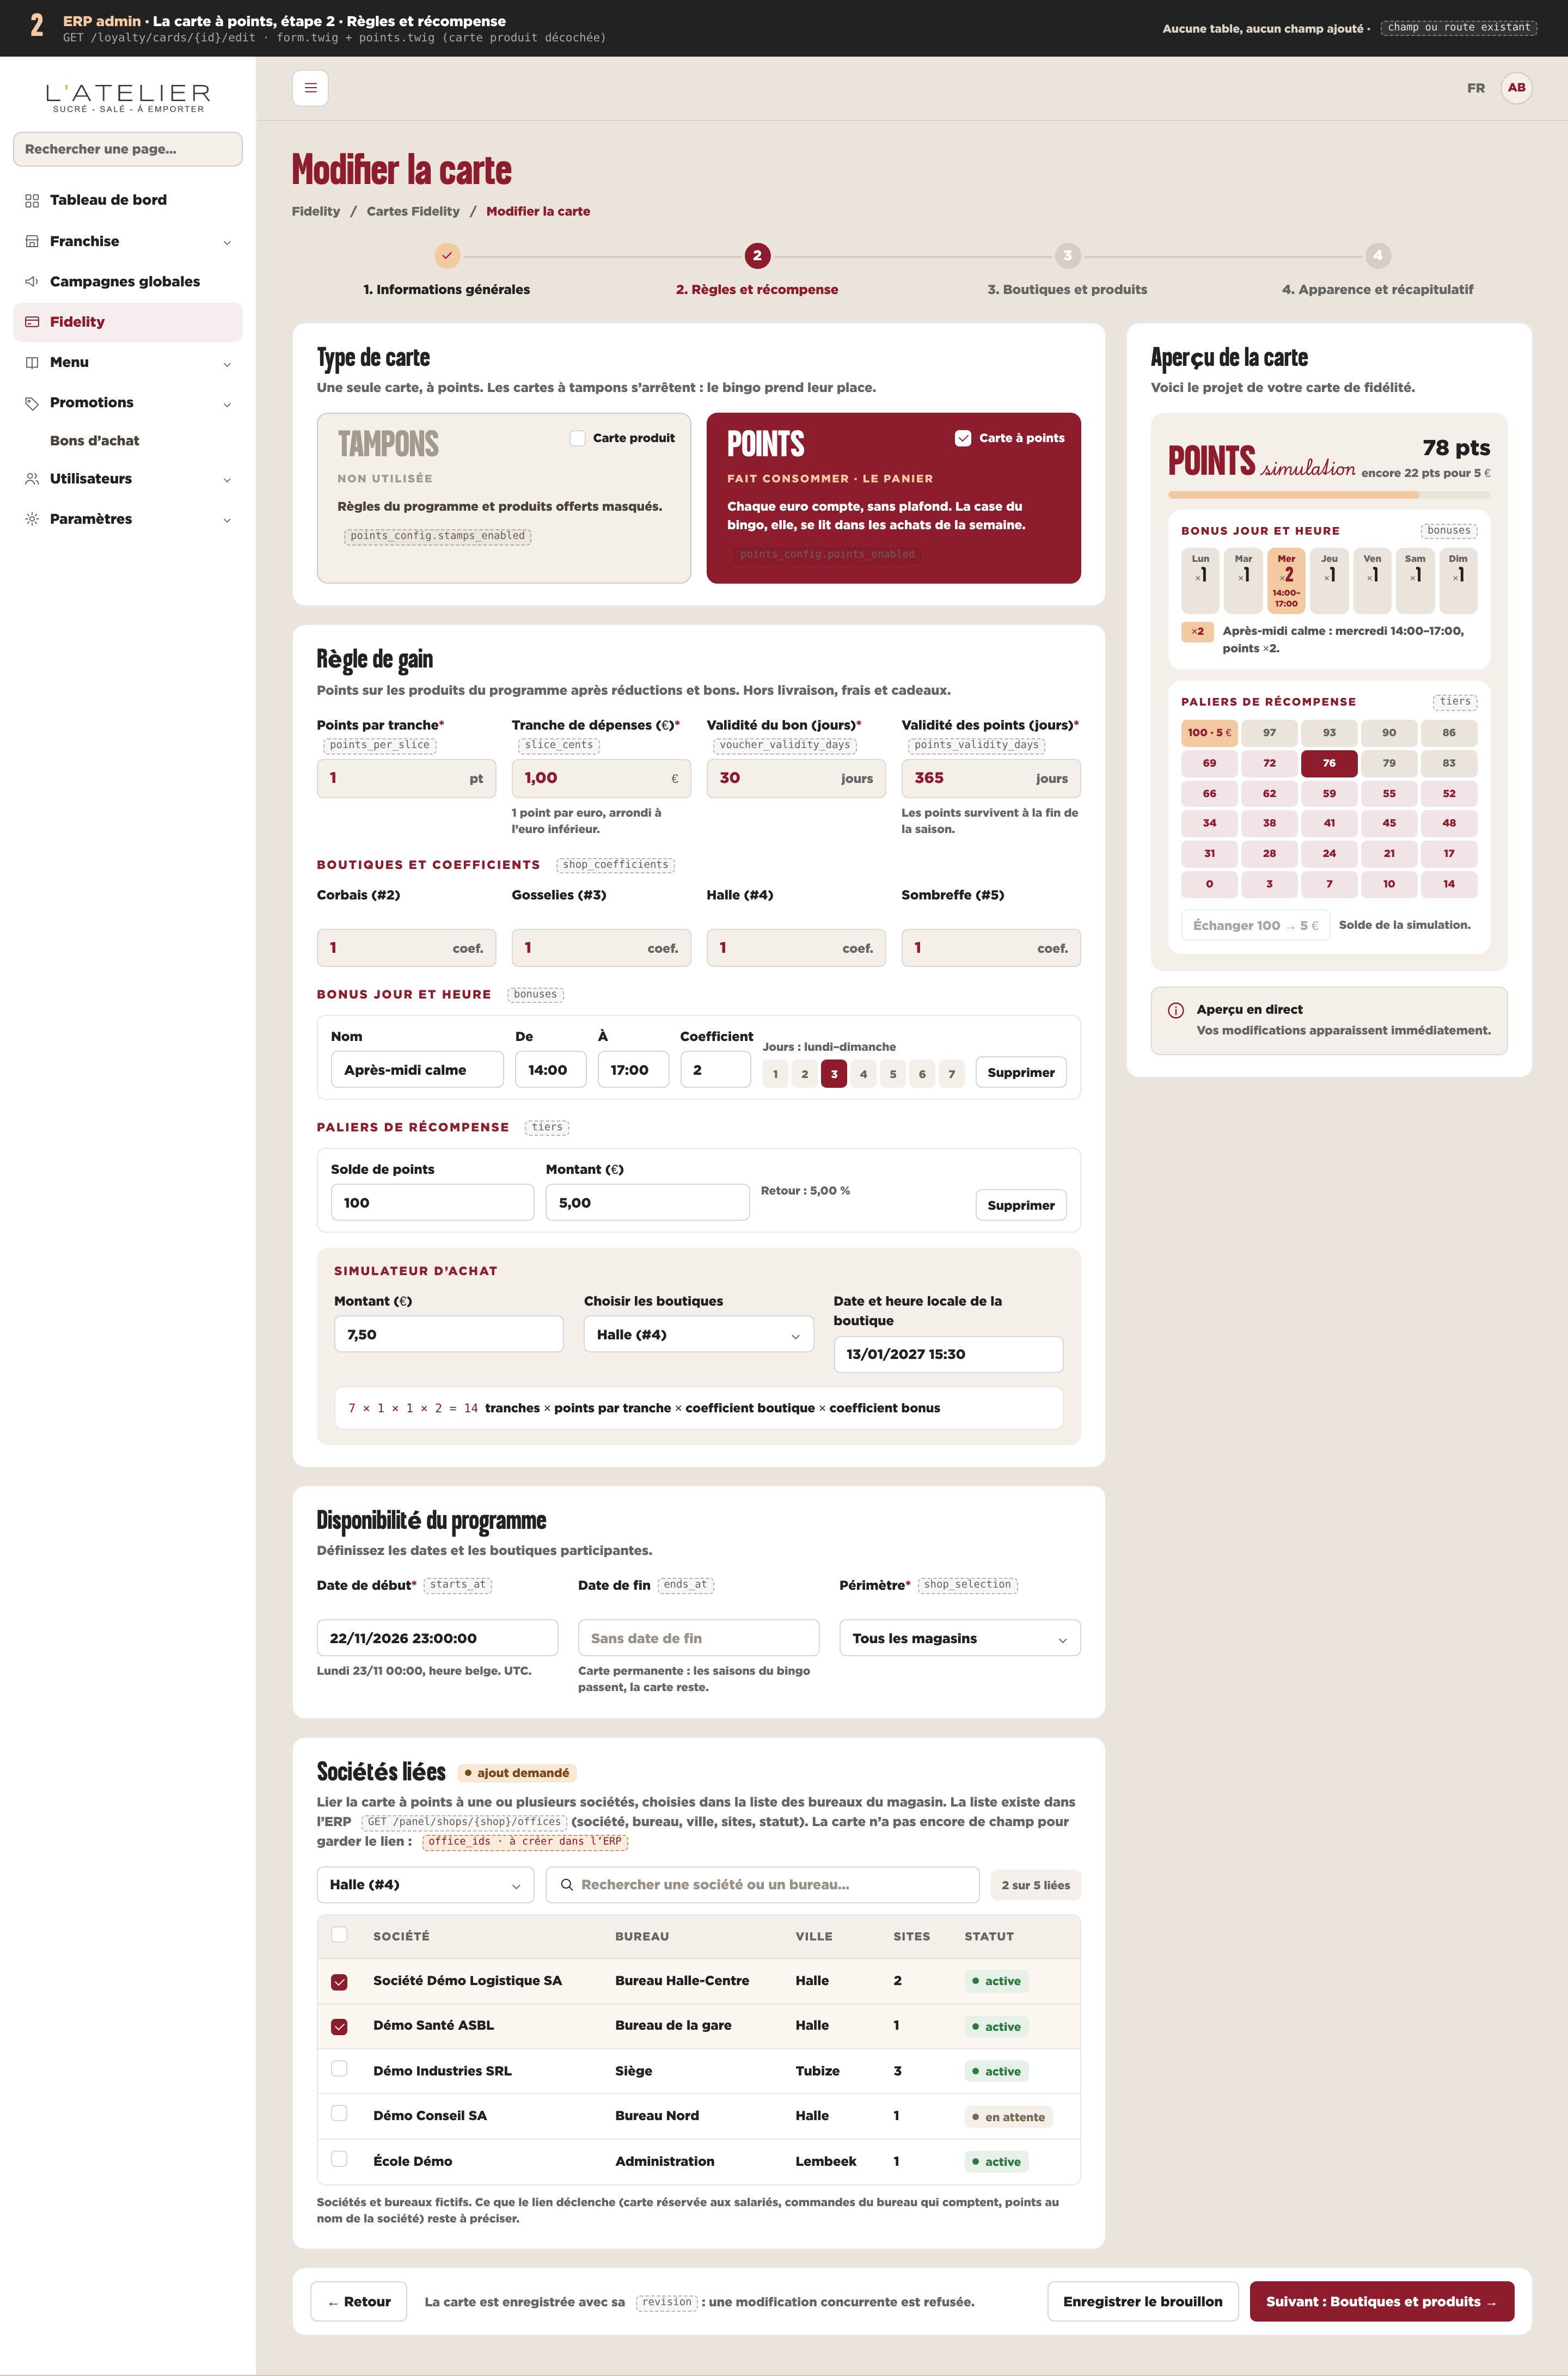 2
ERP admin · La carte à points, étape 2 · Règles et récompense
GET /loyalty/cards/{id}/edit · form.twig + points.twig (carte produit décochée)
Aucune table, aucun champ ajouté · champ ou route existant
L'ATELIER
SUCRÉ - SALÉ - À EMPORTER
Rechercher une page…
Tableau de bord
Franchise
Campagnes globales
Fidelity
Menu
Promotions
Bons d’achat
Utilisateurs
Paramètres
FR AB
Modifier la carte
Fidelity / Cartes Fidelity / Modifier la carte
2 3 4
1. Informations générales 2. Règles et récompense 3. Boutiques et produits 4. Apparence et récapitulatif
Type de carte
Une seule carte, à points. Les cartes à tampons s’arrêtent : le bingo prend leur place.
TAMPONS Carte produit
NON UTILISÉE
Règles du programme et produits offerts masqués.
points_config.stamps_enabled
POINTS Carte à points
FAIT CONSOMMER · LE PANIER
Chaque euro compte, sans plafond. La case du
bingo, elle, se lit dans les achats de la semaine.
points_config.points_enabled
Règle de gain
Points sur les produits du programme après réductions et bons. Hors livraison, frais et cadeaux.
Points par tranche* Tranche de dépenses (€)* Validité du bon (jours)* Validité des points (jours)*
points_per_slice slice_cents voucher_validity_days points_validity_days
1 pt 1,00 € 30 jours 365 jours
1 point par euro, arrondi à
l’euro inférieur.
Les points survivent à la fin de
la saison.
BOUTIQUES ET COEFFICIENTS shop_coefficients
Corbais (#2) Gosselies (#3) Halle (#4) Sombreffe (#5)
1 coef. 1 coef. 1 coef. 1 coef.
BONUS JOUR ET HEURE bonuses
Nom De À Coefficient Jours : lundi–dimanche
Après-midi calme 14:00 17:00 2 1 2 3 4 5 6 7 Supprimer
PALIERS DE RÉCOMPENSE tiers
Solde de points Montant (€)
100 5,00 Retour : 5,00 % Supprimer
SIMULATEUR D’ACHAT
Montant (€) Choisir les boutiques Date et heure locale de la
boutique
7,50 Halle (#4) 13/01/2027 15:30
7 × 1 × 1 × 2 = 14 tranches × points par tranche × coefficient boutique × coefficient bonus
Disponibilité du programme
Définissez les dates et les boutiques participantes.
Date de début* starts_at Date de fin ends_at Périmètre* shop_selection
22/11/2026 23:00:00 Sans date de fin Tous les magasins
Lundi 23/11 00:00, heure belge. UTC.
Carte permanente : les saisons du bingo
passent, la carte reste.
Sociétés liées ajout demandé
Lier la carte à points à une ou plusieurs sociétés, choisies dans la liste des bureaux du magasin. La liste existe dans
l’ERP GET /panel/shops/{shop}/offices (société, bureau, ville, sites, statut). La carte n’a pas encore de champ pour
garder le lien : office_ids · à créer dans l’ERP
Halle (#4) Rechercher une société ou un bureau… 2 sur 5 liées
SOCIÉTÉ BUREAU VILLE SITES STATUT
Société Démo Logistique SA Bureau Halle-Centre Halle 2 active
Démo Santé ASBL Bureau de la gare Halle 1 active
Démo Industries SRL Siège Tubize 3 active
Démo Conseil SA Bureau Nord Halle 1 en attente
École Démo Administration Lembeek 1 active
Sociétés et bureaux fictifs. Ce que le lien déclenche (carte réservée aux salariés, commandes du bureau qui comptent, points au
nom de la société) reste à préciser.
Aperçu de la carte
Voici le projet de votre carte de fidélité.
POINTS simulation 78 pts
encore 22 pts pour 5 €
BONUS JOUR ET HEURE bonuses
Lun Mar Mer Jeu Ven Sam Dim
×1 ×1 ×2 ×1 ×1 ×1 ×1
14:00–
17:00
×2 Après-midi calme : mercredi 14:00–17:00,
points ×2.
PALIERS DE RÉCOMPENSE tiers
100 · 5 € 97 93 90 86
69 72 76 79 83
66 62 59 55 52
34 38 41 45 48
31 28 24 21 17
0 3 7 10 14
Échanger 100 → 5 € Solde de la simulation.
Aperçu en direct
Vos modifications apparaissent immédiatement.
← Retour La carte est enregistrée avec sa revision : une modification concurrente est refusée. Enregistrer le brouillon Suivant : Boutiques et produits →